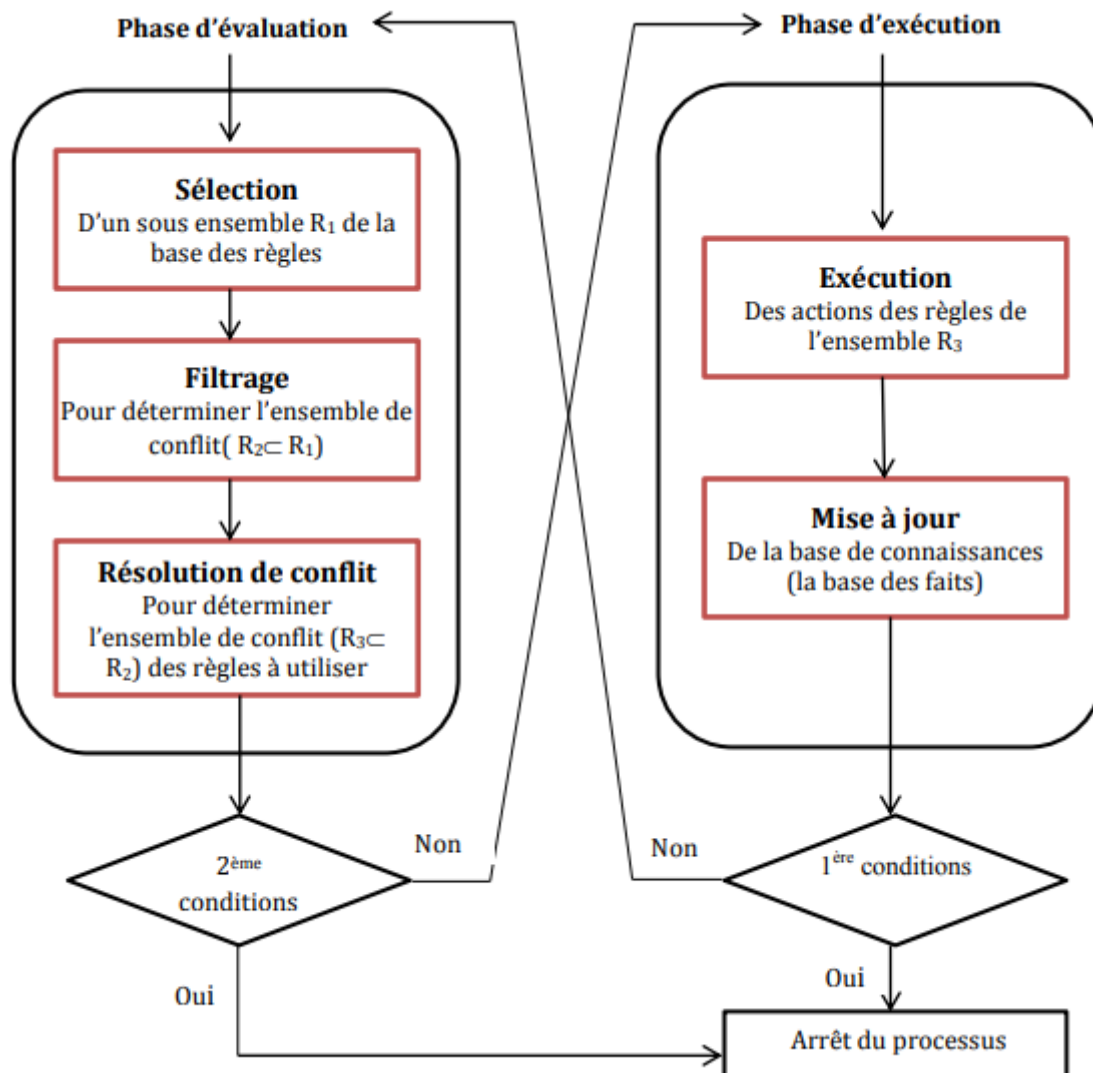 Phase d'évaluation
Sélection
D'un sous ensemble R₁ de la
base des règles
Filtrage
Pour déterminer l'ensemble de
conflit( R₂⊂ R₁)
Résolution de conflit
Pour déterminer
l'ensemble de conflit (R₃⊂
R₂) des règles à utiliser
2ème
conditions
Non
Oui
Phase d'exécution
Exécution
Des actions des règles de
l'ensemble R₃
Mise à jour
De la base de connaissances
(la base des faits)
1ère conditions
Non
Oui
Arrêt du processus